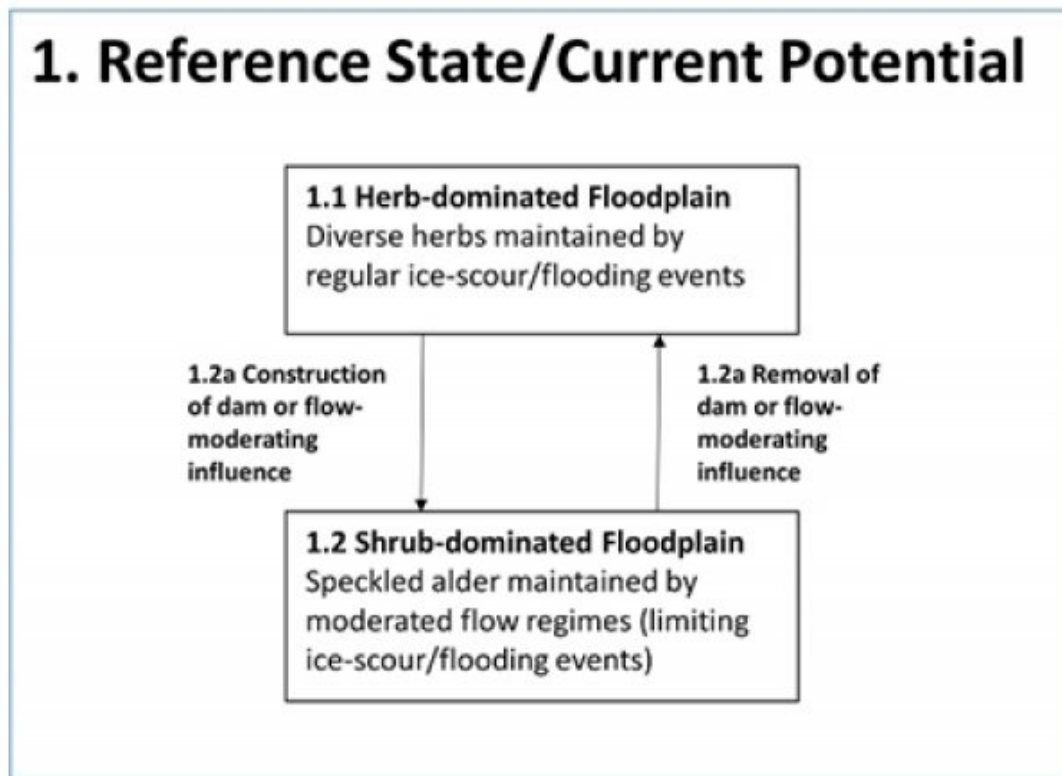 1. Reference State/Current Potential
1.1 Herb-dominated Floodplain
Diverse herbs maintained by
regular ice-scour/flooding events
1.2a Construction
of dam or flow-
moderating
influence
1.2a Removal of
dam or flow-
moderating
influence
1.2 Shrub-dominated Floodplain
Speckled alder maintained by
moderated flow regimes (limiting
ice-scour/flooding events)